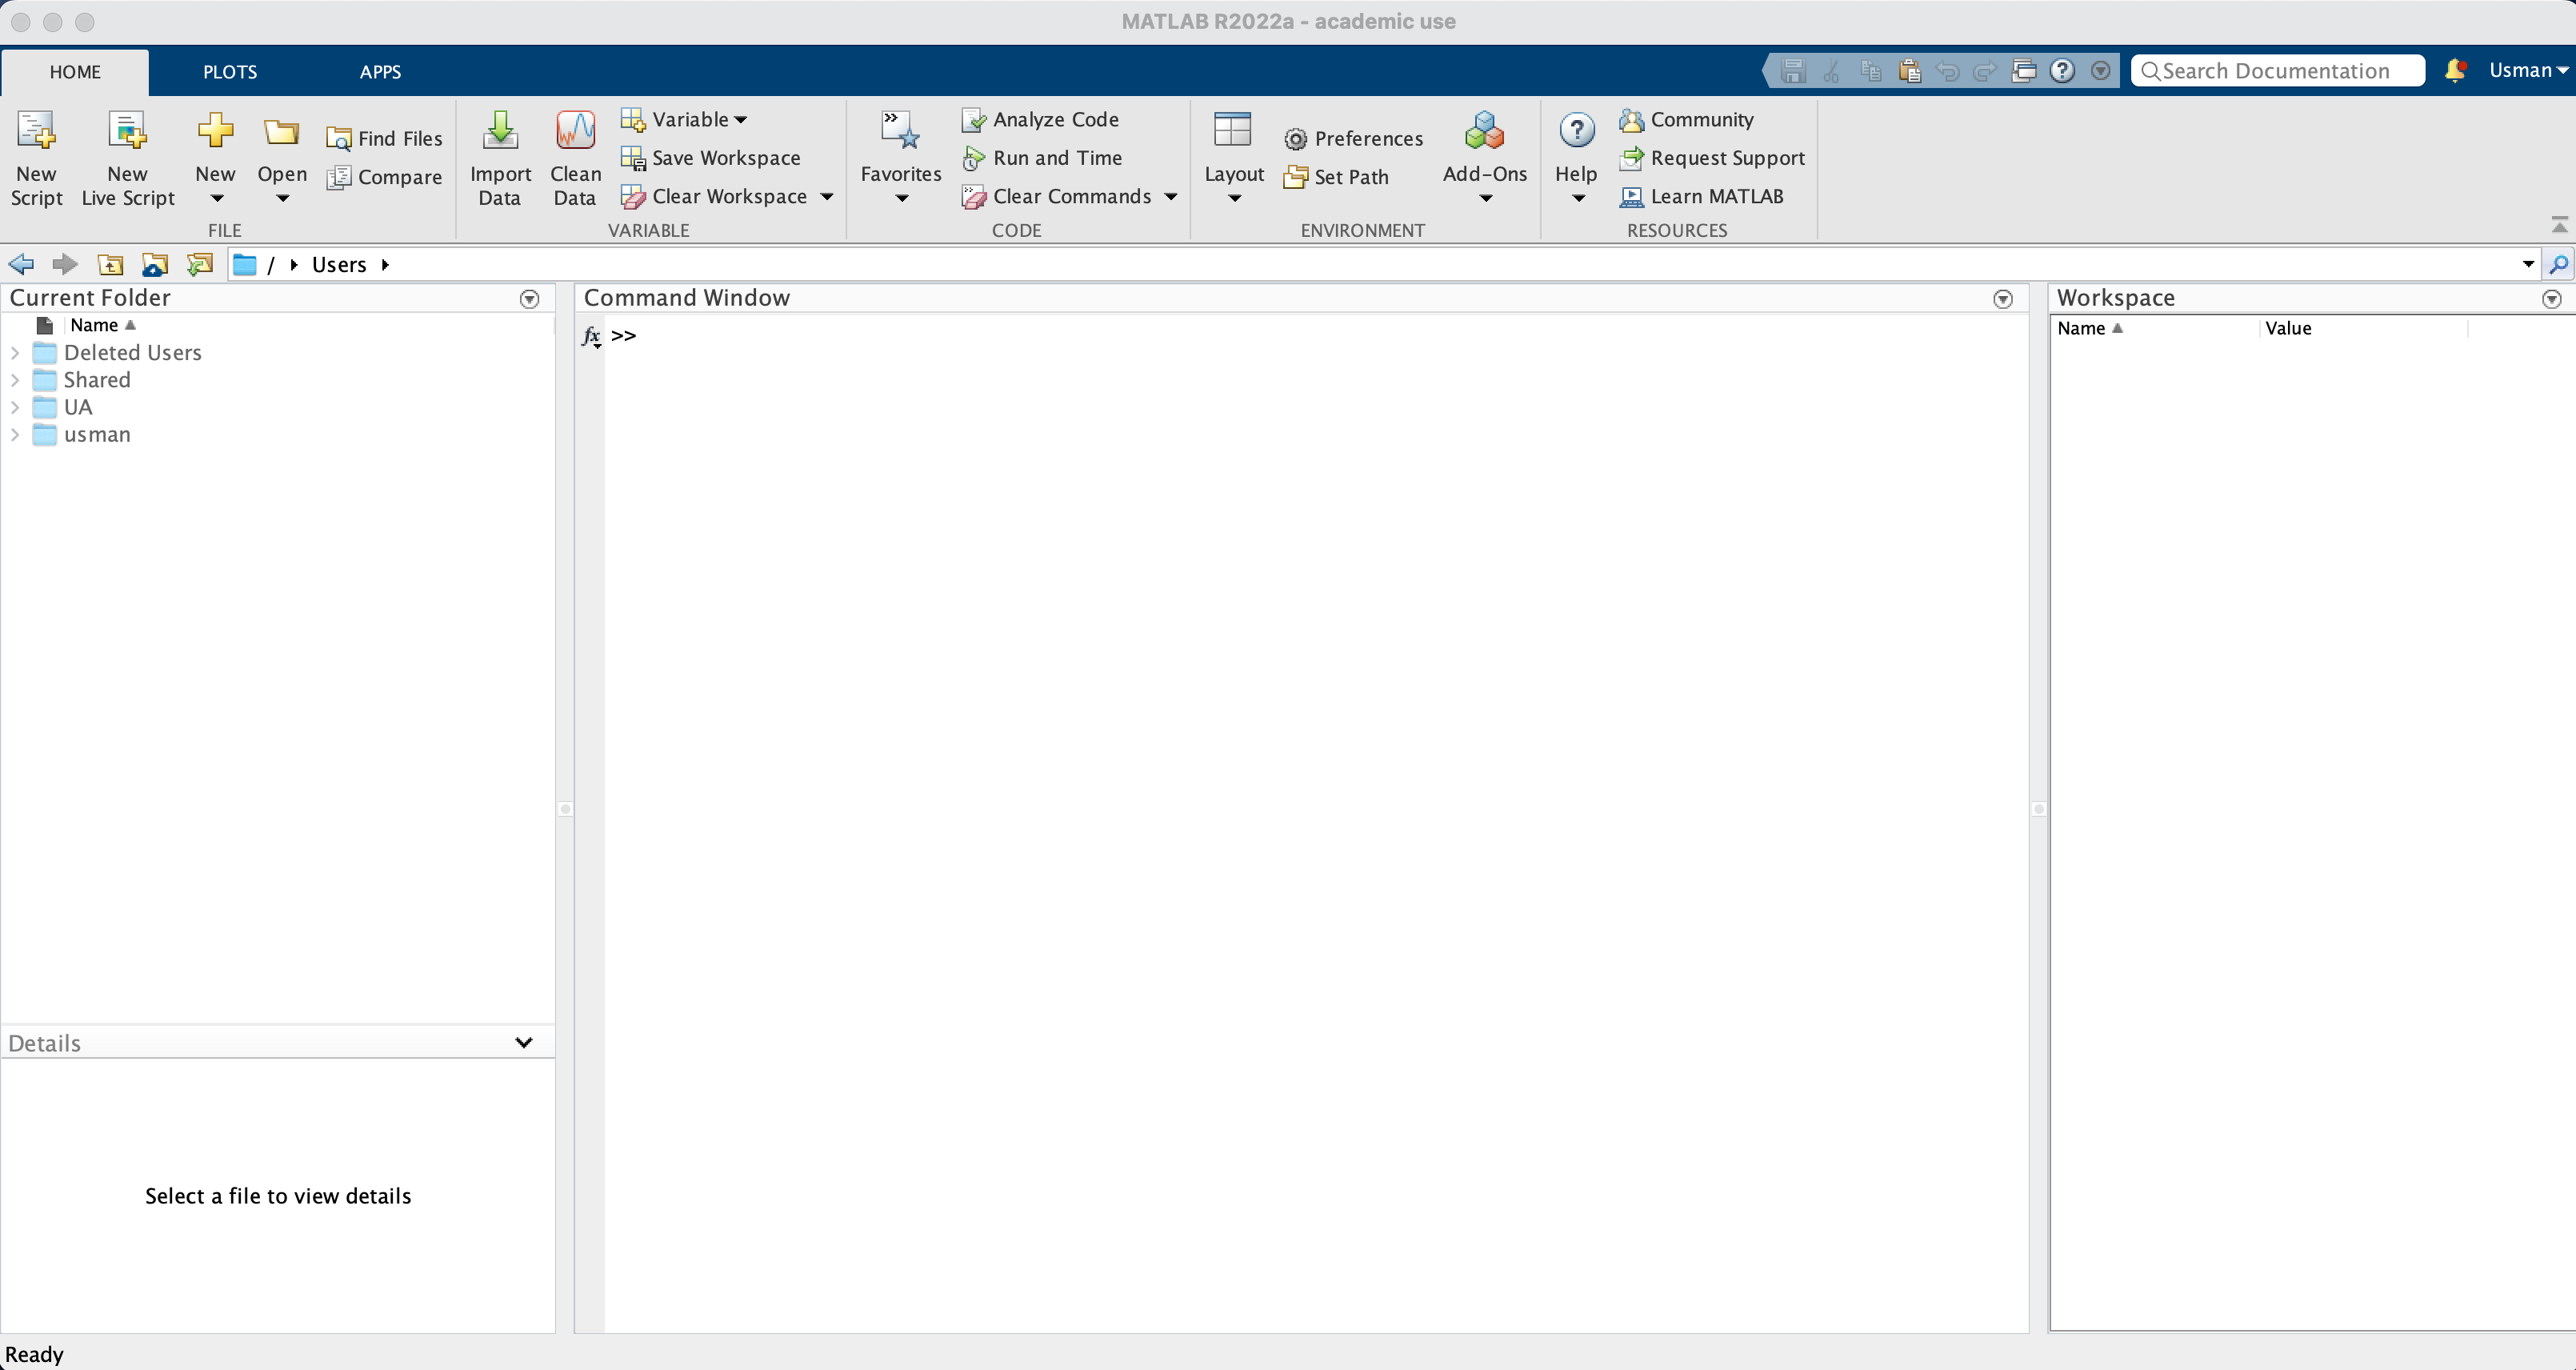 MATLAB R2022a - academic use
HOME PLOTS APPS
Search Documentation
Usman
New Script
New Live Script
New
Open
Find Files
Compare
FILE
Import Data
Clean Data
Variable
Save Workspace
Clear Workspace
VARIABLE
Favorites
Analyze Code
Run and Time
Clear Commands
CODE
Layout
Preferences
Set Path
Add-Ons
ENVIRONMENT
Help
Community
Request Support
Learn MATLAB
RESOURCES
/ Users
Current Folder
Name
Deleted Users
Shared
UA
usman
Details
Select a file to view details
Command Window
fx >>
Workspace
Name Value
Ready